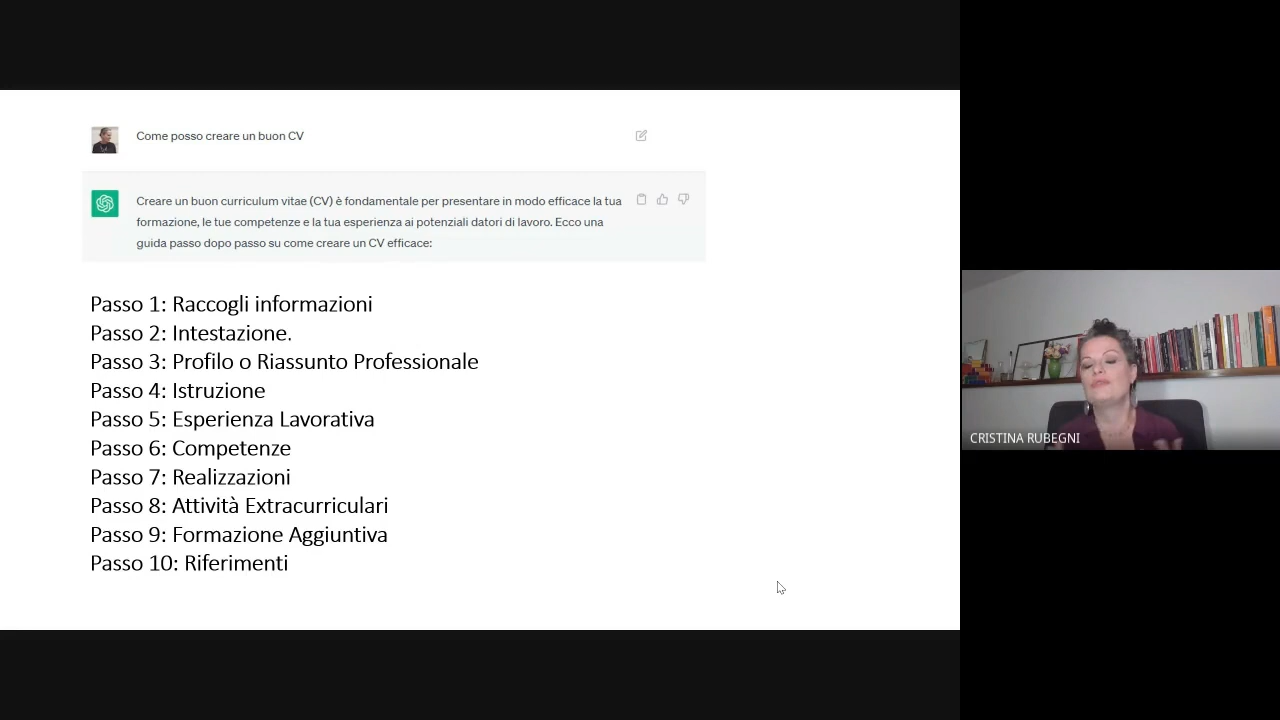 Come posso creare un buon CV
Creare un buon curriculum vitae (CV) è fondamentale per presentare in modo efficace la tua
formazione, le tue competenze e la tua esperienza ai potenziali datori di lavoro. Ecco una
guida passo dopo passo su come creare un CV efficace:
Passo 1: Raccogli informazioni
Passo 2: Intestazione.
Passo 3: Profilo o Riassunto Professionale
Passo 4: Istruzione
Passo 5: Esperienza Lavorativa
Passo 6: Competenze
Passo 7: Realizzazioni
Passo 8: Attività Extracurriculari
Passo 9: Formazione Aggiuntiva
Passo 10: Riferimenti
CRISTINA RUBEGNI